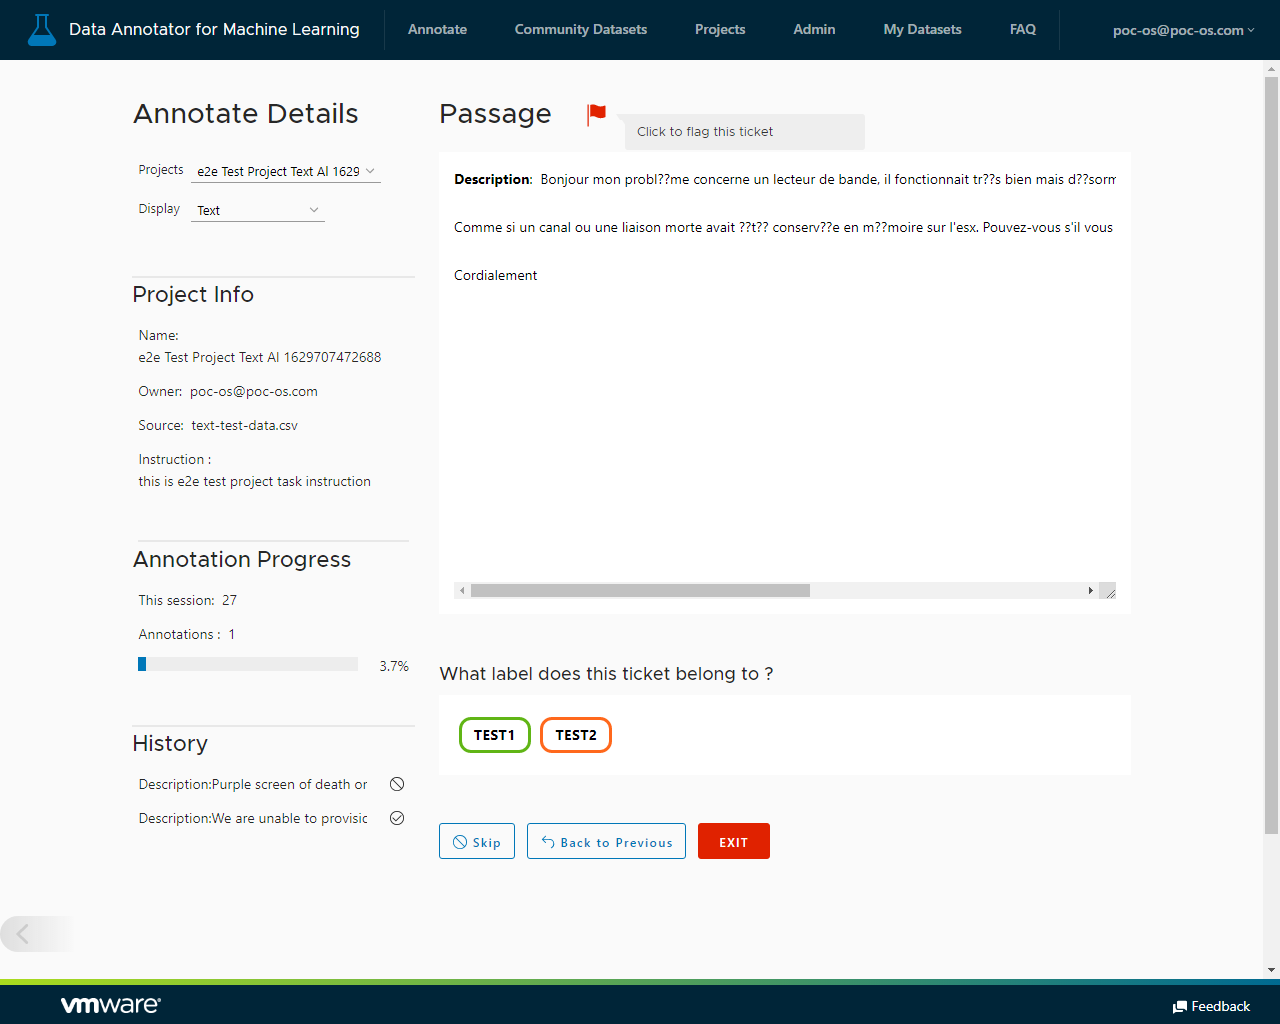 Data Annotator for Machine Learning
Annotate
Community Datasets
Projects
Admin
My Datasets
FAQ
poc-os@poc-os.com
Annotate Details
Projects
e2e Test Project Text Al 1629
Display
Text
Project Info
Name:
e2e Test Project Text Al 1629707472688
Owner: poc-os@poc-os.com
Source: text-test-data.csv
Instruction :
this is e2e test project task instruction
Annotation Progress
This session: 27
Annotations : 1
3.7%
History
Description:Purple screen of death or
Description:We are unable to provisic
Passage
Click to flag this ticket
Description: Bonjour mon probl??me concerne un lecteur de bande, il fonctionnait tr??s bien mais d??sorm
Comme si un canal ou une liaison morte avait ??t?? conserv??e en m??moire sur l'esx. Pouvez-vous s'il vous
Cordialement
What label does this ticket belong to ?
TEST1
TEST2
Skip
Back to Previous
EXIT
vmware
Feedback